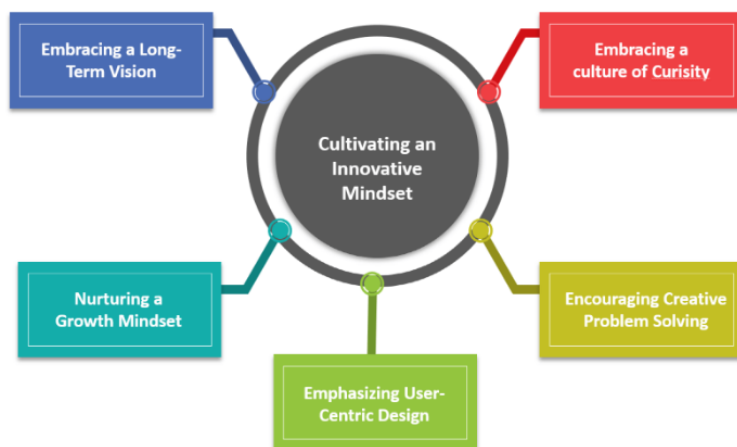 Embracing a Long-
Term Vision
Embracing a
culture of Curisity
Cultivating an
Innovative
Mindset
Nurturing a
Growth Mindset
Encouraging Creative
Problem Solving
Emphasizing User-
Centric Design